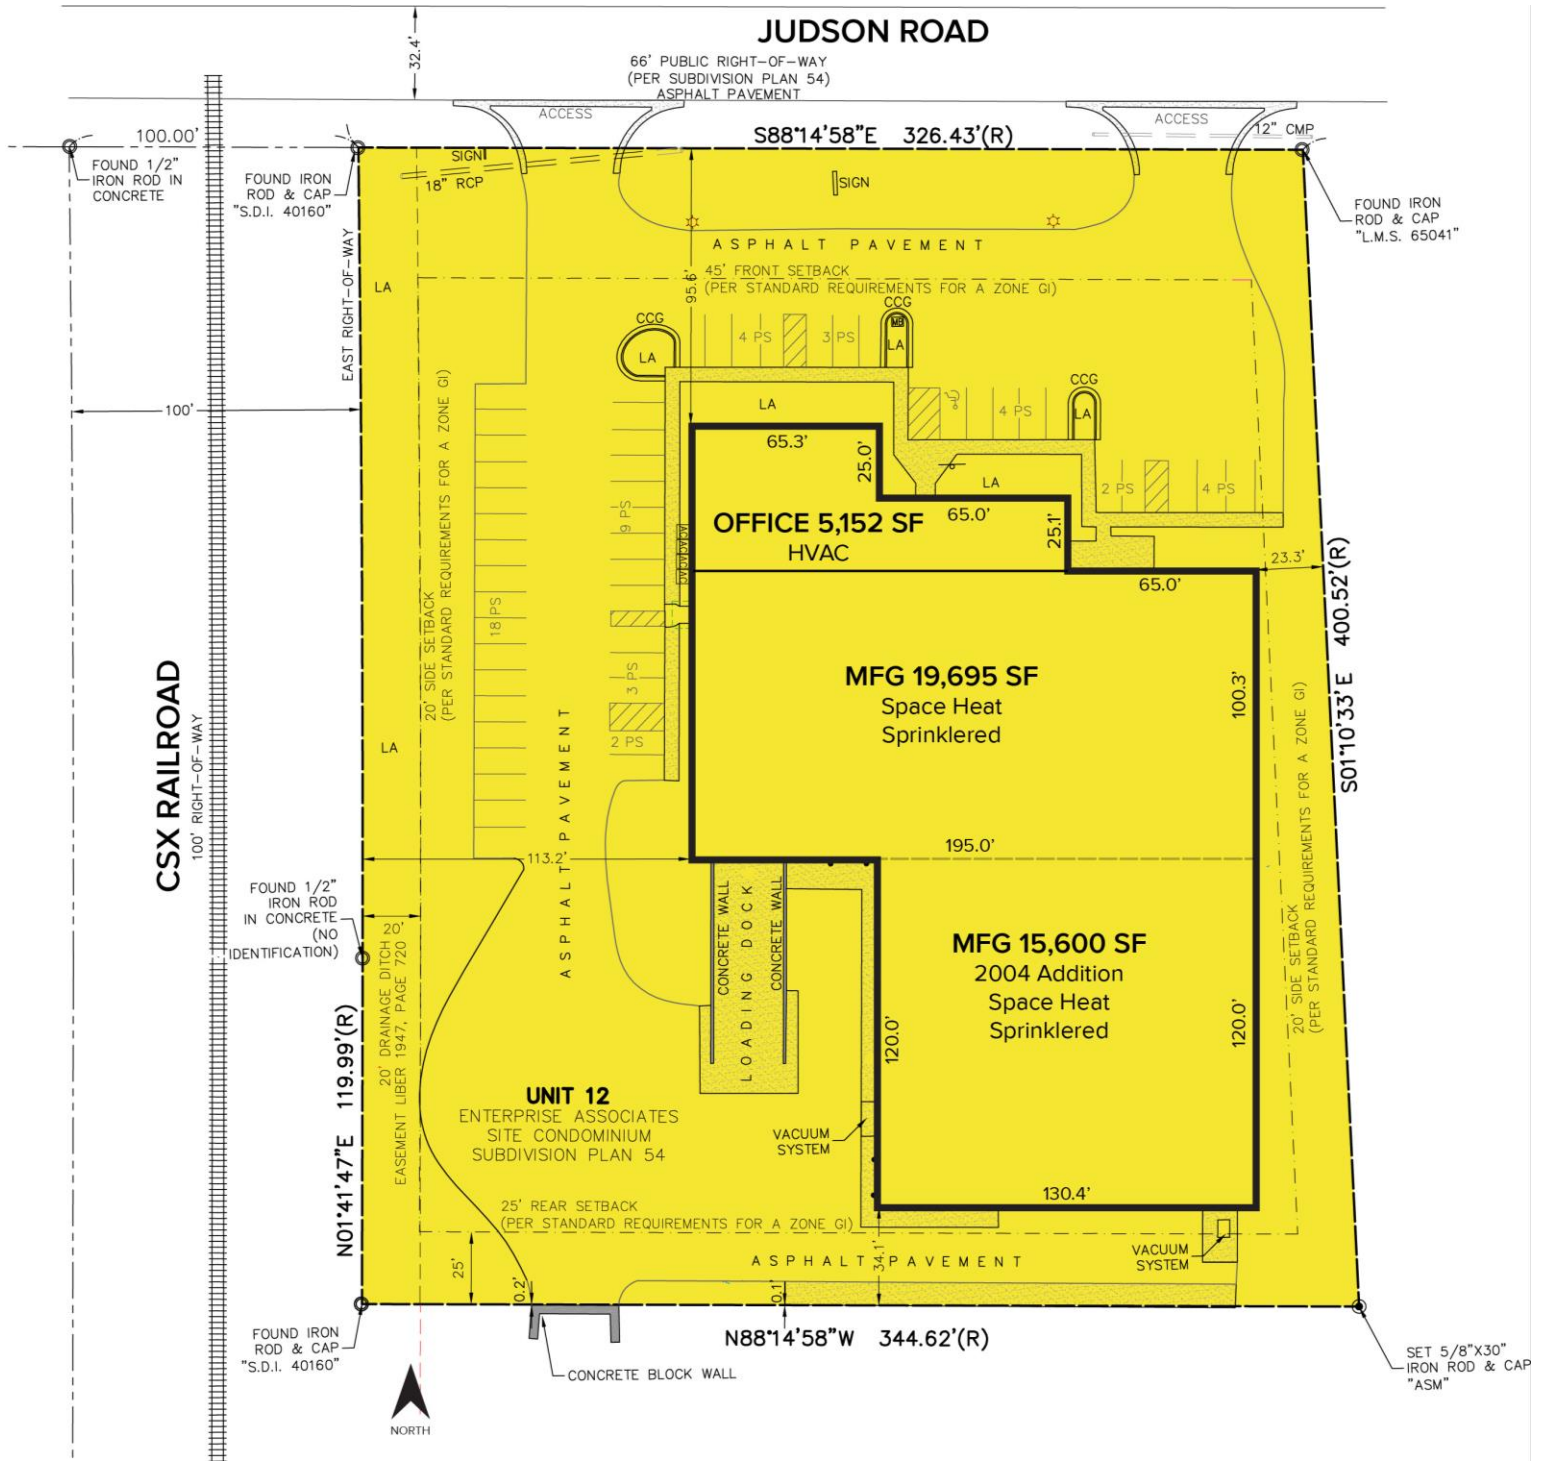 JUDSON ROAD
32.4'
66' PUBLIC RIGHT-OF-WAY
(PER SUBDIVISION PLAN 54)
ASPHALT PAVEMENT
ACCESS
ACCESS
100.00'
S88°14'58"E 326.43'(R)
12" CMP
FOUND 1/2"
IRON ROD IN
CONCRETE
FOUND IRON
ROD & CAP
"S.D.I. 40160"
SIGN
18" RCP
SIGN
FOUND IRON
ROD & CAP
"L.M.S. 65041"
EAST RIGHT-OF-WAY
LA
ASPHALT PAVEMENT
95.6'
45' FRONT SETBACK
(PER STANDARD REQUIREMENTS FOR A ZONE GI)
CCG
LA
4 PS
3 PS
CCG
MB
LA
CCG
LA
4 PS
100'
LA
65.3'
25.0'
LA
2 PS
4 PS
20' SIDE SETBACK
(PER STANDARD REQUIREMENTS FOR A ZONE GI)
9 PS
OFFICE 5,152 SF
HVAC
65.0'
25.1'
ACACACAC
65.0'
23.3'
S01°10'33"E 400.52'(R)
18 PS
3 PS
2 PS
MFG 19,695 SF
Space Heat
Sprinklered
100.3'
CSX RAILROAD
100' RIGHT-OF-WAY
LA
ASPHALT PAVEMENT
195.0'
113.2'
20' SIDE SETBACK
(PER STANDARD REQUIREMENTS FOR A ZONE GI)
FOUND 1/2"
IRON ROD
IN CONCRETE
(NO
IDENTIFICATION)
20'
20' DRAINAGE DITCH
EASEMENT LIBER 1947, PAGE 720
CONCRETE WALL
LOADING DOCK
CONCRETE WALL
MFG 15,600 SF
2004 Addition
Space Heat
Sprinklered
120.0'
120.0'
N01°41'47"E 119.99'(R)
UNIT 12
ENTERPRISE ASSOCIATES
SITE CONDOMINIUM
SUBDIVISION PLAN 54
VACUUM
SYSTEM
130.4'
25' REAR SETBACK
(PER STANDARD REQUIREMENTS FOR A ZONE GI)
25'
0.2'
ASPHALT PAVEMENT
34.1'
0.1'
VACUUM
SYSTEM
N88°14'58"W 344.62'(R)
FOUND IRON
ROD & CAP
"S.D.I. 40160"
CONCRETE BLOCK WALL
SET 5/8"X30"
IRON ROD & CAP
"ASM"
NORTH